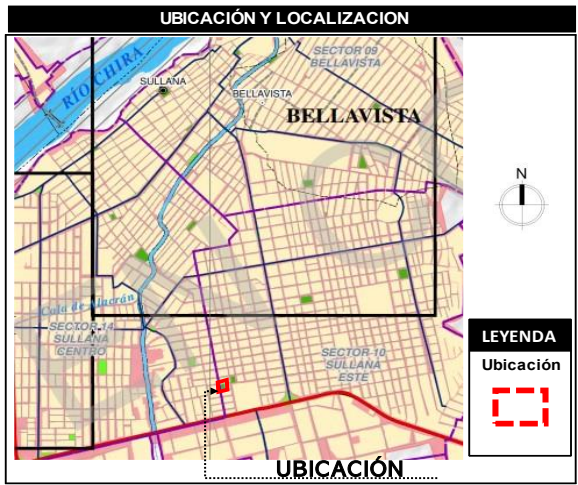 UBICACIÓN Y LOCALIZACION
SECTOR 09
BELLAVISTA
RÍO CHIRA
SULLANA
BELLAVISTA
BELLAVISTA
N
Cala de Alacrán
SECTOR 14
SULLANA
CENTRO
SECTOR 10
SULLANA
ESTE
LEYENDA
Ubicación
UBICACIÓN